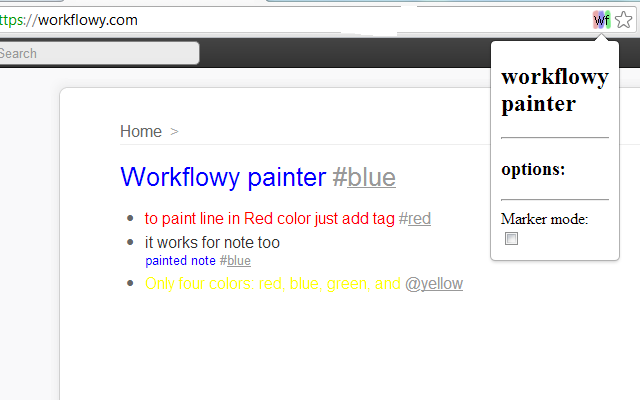 ttps://workflowy.com
Wf
Search
workflowy
painter
options:
Marker mode:
Home >
Workflowy painter #blue
to paint line in Red color just add tag #red
it works for note too
painted note #blue
Only four colors: red, blue, green, and @yellow